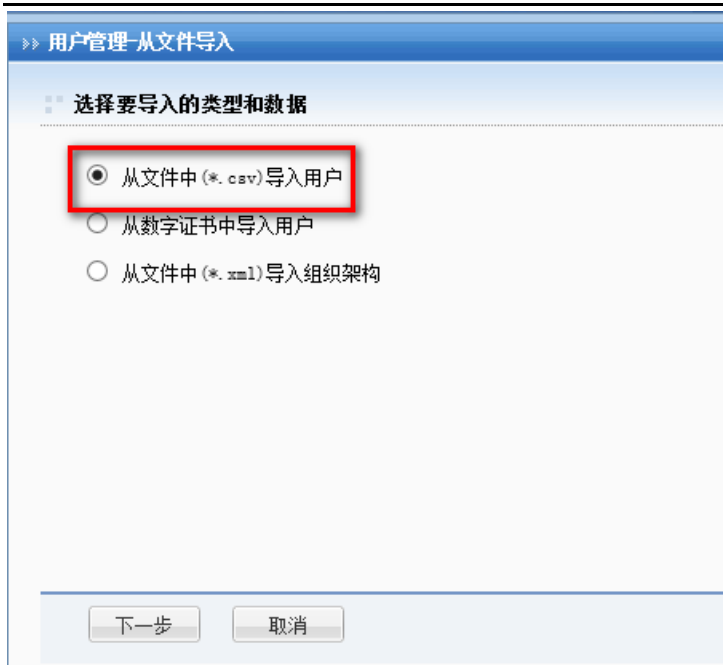 »» 用户管理-从文件导入
选择要导入的类型和数据
从文件中(*.csv)导入用户
从数字证书中导入用户
从文件中(*.xml)导入组织架构
下一步 取消